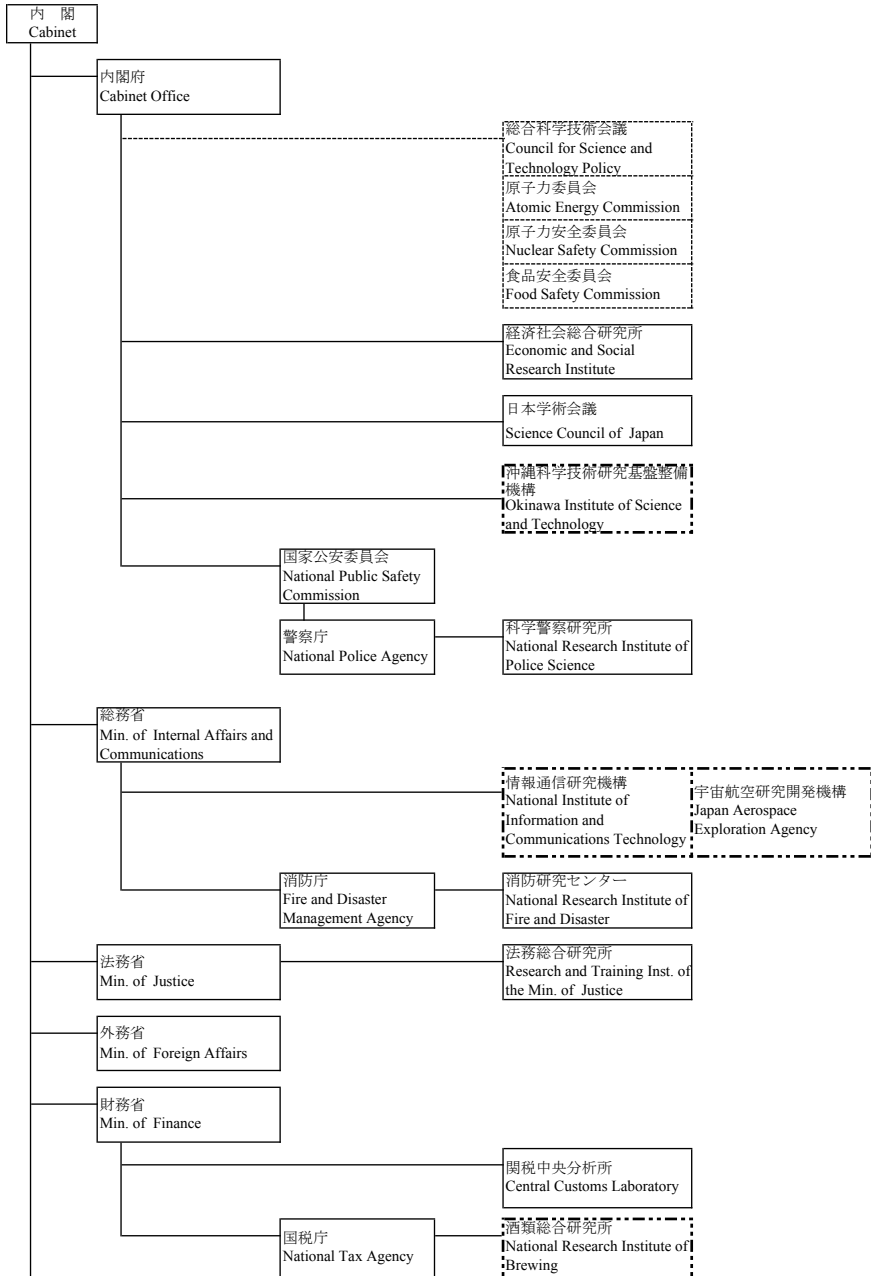 内　閣
Cabinet
内閣府
Cabinet Office
総合科学技術会議
Council for Science and
Technology Policy
原子力委員会
Atomic Energy Commission
原子力安全委員会
Nuclear Safety Commission
食品安全委員会
Food Safety Commission
経済社会総合研究所
Economic and Social
Research Institute
日本学術会議
Science Council of Japan
沖縄科学技術研究基盤整備
機構
Okinawa Institute of Science
and Technology
国家公安委員会
National Public Safety
Commission
警察庁
National Police Agency
科学警察研究所
National Research Institute of
Police Science
総務省
Min. of Internal Affairs and
Communications
情報通信研究機構
National Institute of
Information and
Communications Technology
宇宙航空研究開発機構
Japan Aerospace
Exploration Agency
消防庁
Fire and Disaster
Management Agency
消防研究センター
National Research Institute of
Fire and Disaster
法務省
Min. of Justice
法務総合研究所
Research and Training Inst. of
the Min. of Justice
外務省
Min. of Foreign Affairs
財務省
Min. of Finance
関税中央分析所
Central Customs Laboratory
国税庁
National Tax Agency
酒類総合研究所
National Research Institute of
Brewing